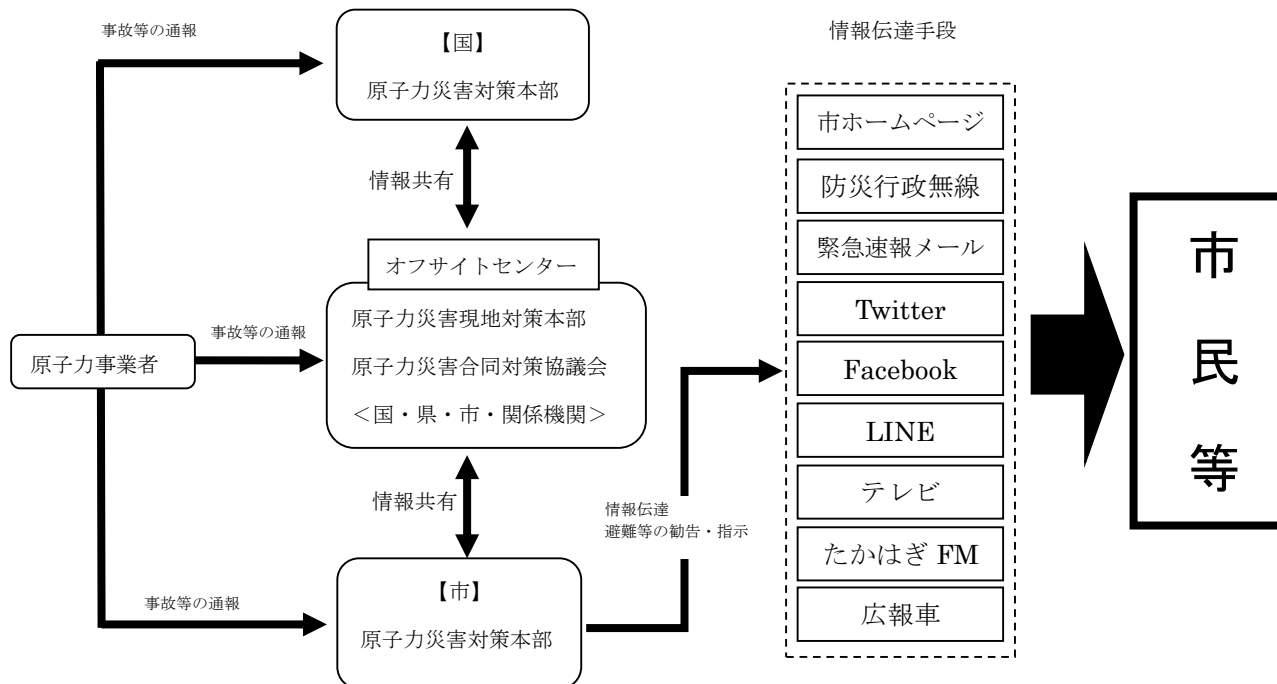 事故等の通報
【国】
原子力災害対策本部
情報共有
オフサイトセンター
原子力災害現地対策本部
原子力災害合同対策協議会
＜国・県・市・関係機関＞
事故等の通報
原子力事業者
情報共有
事故等の通報
【市】
原子力災害対策本部
情報伝達
避難等の勧告・指示
情報伝達手段
市ホームページ
防災行政無線
緊急速報メール
Twitter
Facebook
LINE
テレビ
たかはぎ FM
広報車
市
民
等